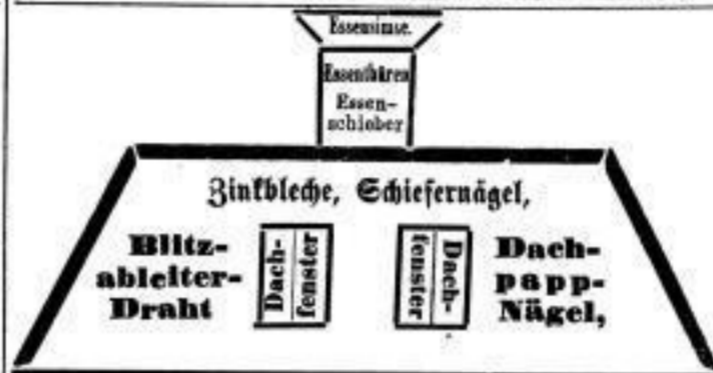 Essensimse.
Essenthüren
Essen-
schieber
Zinkbleche, Schiefernägel,
Blitz-
ableiter-
Draht
Dach-
fenster
Dach-
fenster
Dach-
papp-
Nägel,